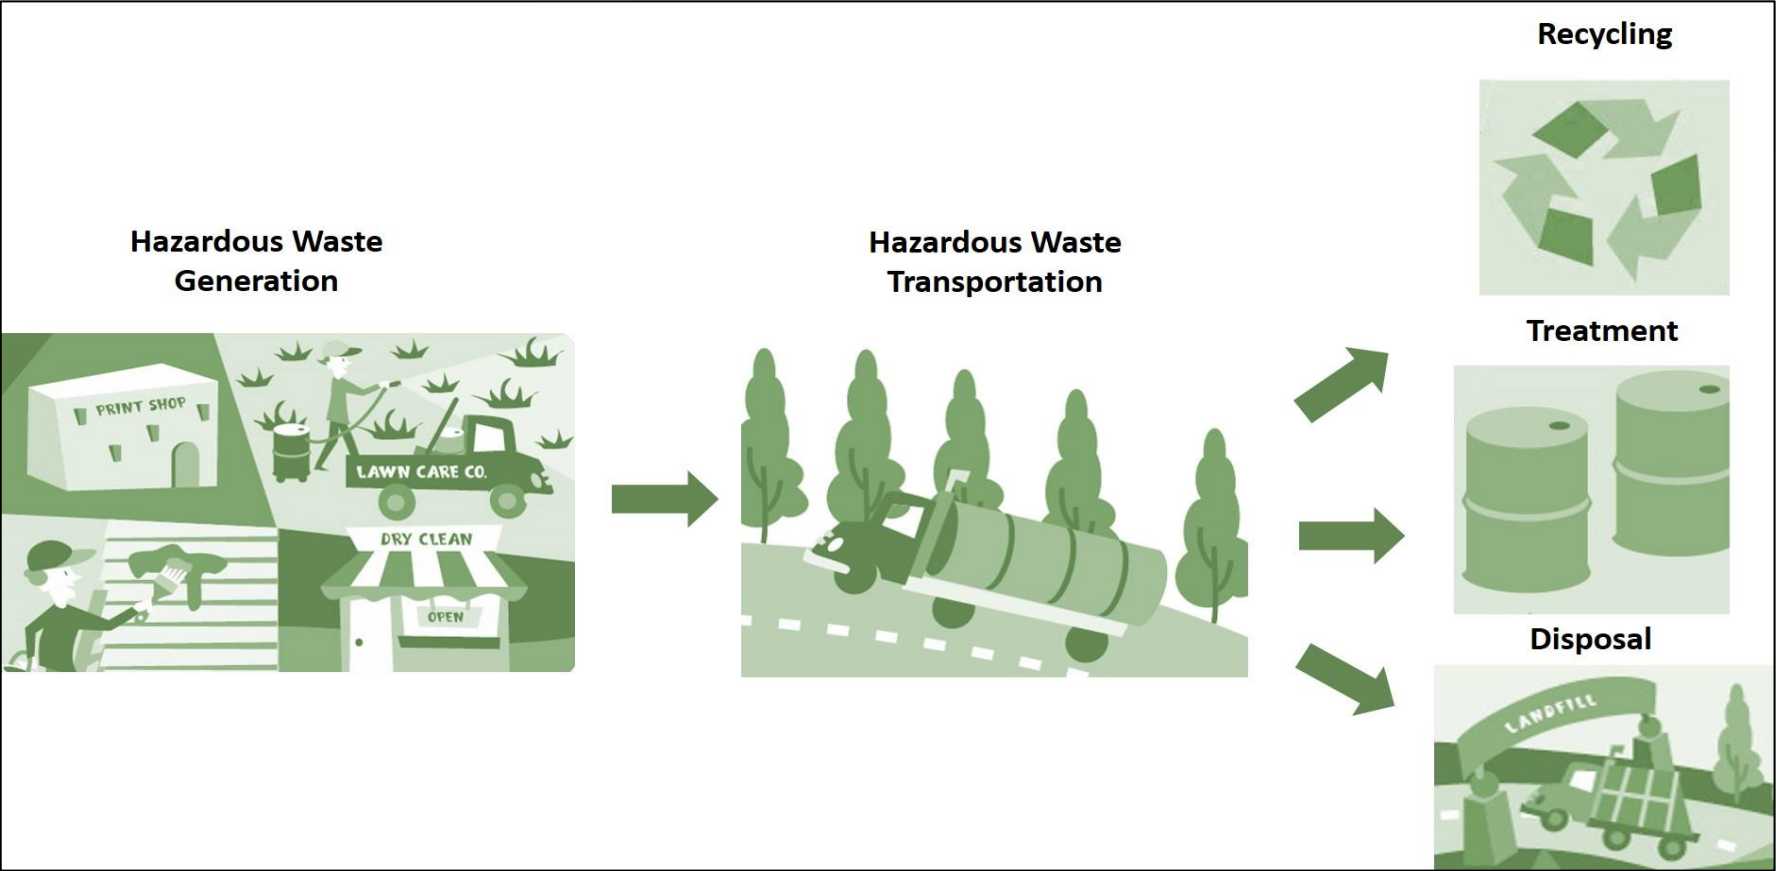 Hazardous Waste
Generation
PRINT SHOP
LAWN CARE CO.
DRY CLEAN
OPEN
Hazardous Waste
Transportation
Recycling
Treatment
Disposal
LANDFILL